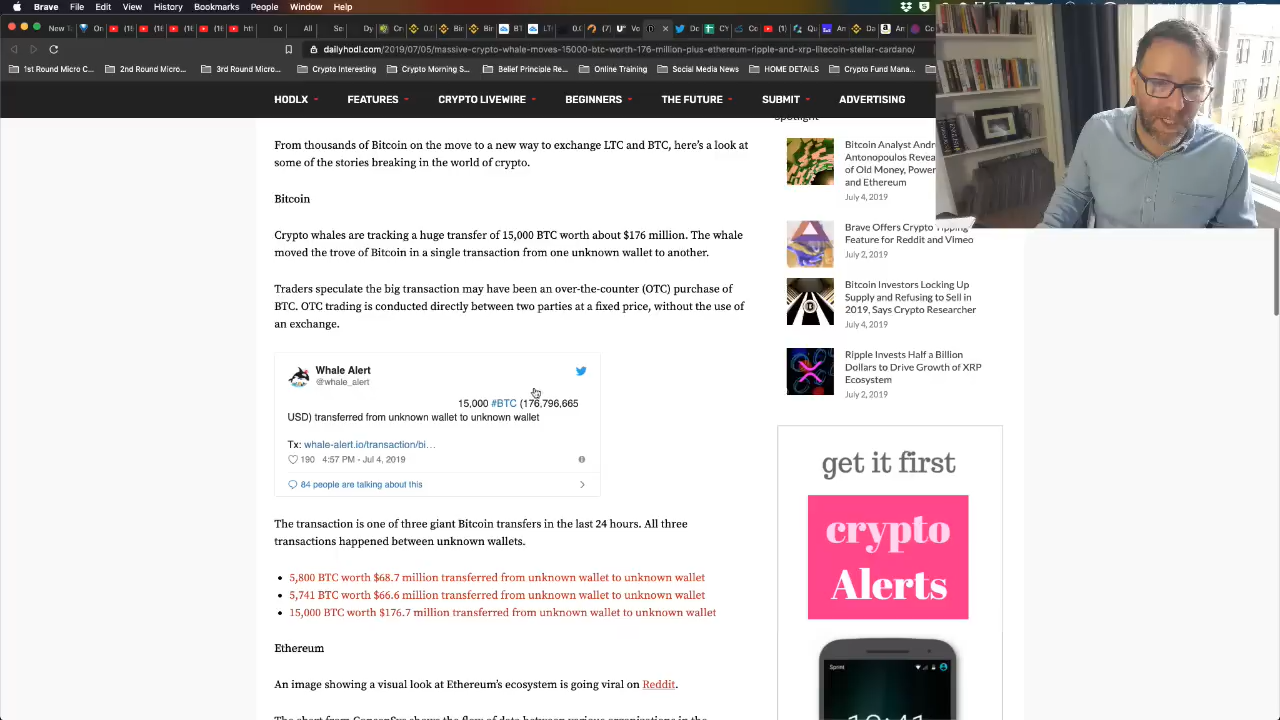 Brave File Edit View History Bookmarks People Window Help
dailyhodl.com/2019/07/05/massive-crypto-whale-moves-15000-btc-worth-176-million-plus-ethereum-ripple-and-xrp-litecoin-stellar-cardano/
1st Round Micro C... 2nd Round Micro... 3rd Round Micro... Crypto Interesting Crypto Morning S... Belief Principle Re... Online Training Social Media News HOME DETAILS Crypto Fund Mana...
HODLX FEATURES CRYPTO LIVEWIRE BEGINNERS THE FUTURE SUBMIT ADVERTISING
From thousands of Bitcoin on the move to a new way to exchange LTC and BTC, here's a look at
some of the stories breaking in the world of crypto.
Bitcoin
Crypto whales are tracking a huge transfer of 15,000 BTC worth about $176 million. The whale
moved the trove of Bitcoin in a single transaction from one unknown wallet to another.
Traders speculate the big transaction may have been an over-the-counter (OTC) purchase of
BTC. OTC trading is conducted directly between two parties at a fixed price, without the use of
an exchange.
Whale Alert
@whale_alert
15,000 #BTC (176,796,665
USD) transferred from unknown wallet to unknown wallet
Tx: whale-alert.io/transaction/bi...
190 4:57 PM - Jul 4, 2019
84 people are talking about this
The transaction is one of three giant Bitcoin transfers in the last 24 hours. All three
transactions happened between unknown wallets.
5,800 BTC worth $68.7 million transferred from unknown wallet to unknown wallet
5,741 BTC worth $66.6 million transferred from unknown wallet to unknown wallet
15,000 BTC worth $176.7 million transferred from unknown wallet to unknown wallet
Ethereum
An image showing a visual look at Ethereum's ecosystem is going viral on Reddit.
Spotlight
Bitcoin Analyst Andr
Antonopoulos Revea
of Old Money, Power
and Ethereum
July 4, 2019
Brave Offers Crypto Tipping
Feature for Reddit and Vimeo
July 2, 2019
Bitcoin Investors Locking Up
Supply and Refusing to Sell in
2019, Says Crypto Researcher
July 4, 2019
Ripple Invests Half a Billion
Dollars to Drive Growth of XRP
Ecosystem
July 2, 2019
get it first
crypto
Alerts
Sprint